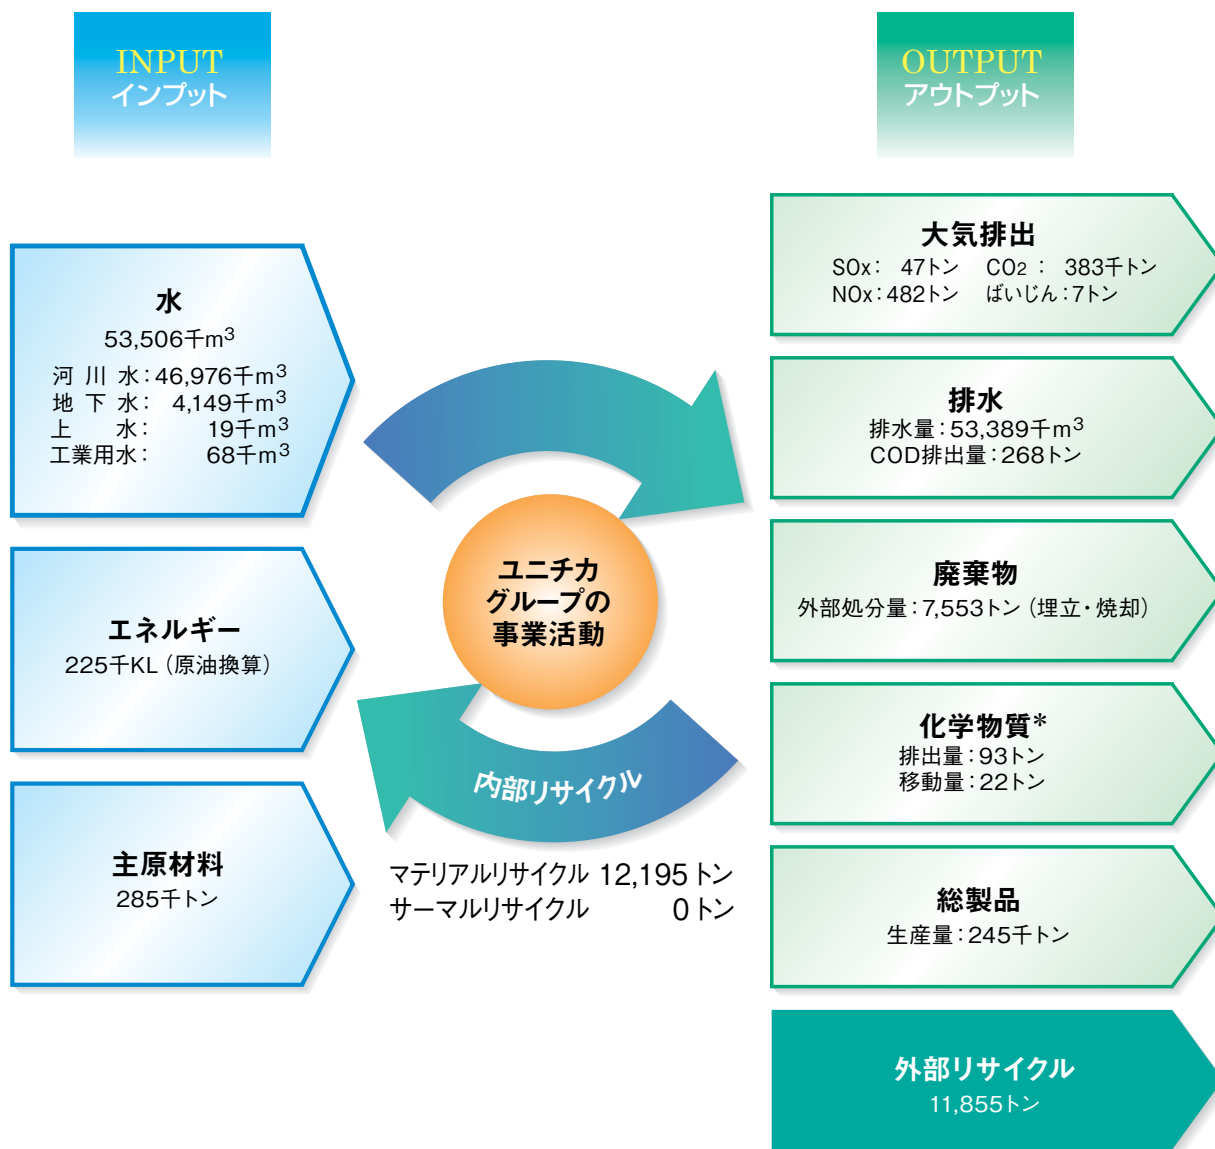 INPUT
インプット
水
53,506千m³
河川水：46,976千m³
地下水：4,149千m³
上水：19千m³
工業用水：68千m³
エネルギー
225千KL（原油換算）
主原材料
285千トン
ユニチカ
グループの
事業活動
内部リサイクル
マテリアルリサイクル 12,195トン
サーマルリサイクル 0トン
OUTPUT
アウトプット
大気排出
SOx： 47トン CO2： 383千トン
NOx：482トン ばいじん：7トン
排水
排水量：53,389千m³
COD排出量：268トン
廃棄物
外部処分量：7,553トン（埋立・焼却）
化学物質*
排出量：93トン
移動量：22トン
総製品
生産量：245千トン
外部リサイクル
11,855トン